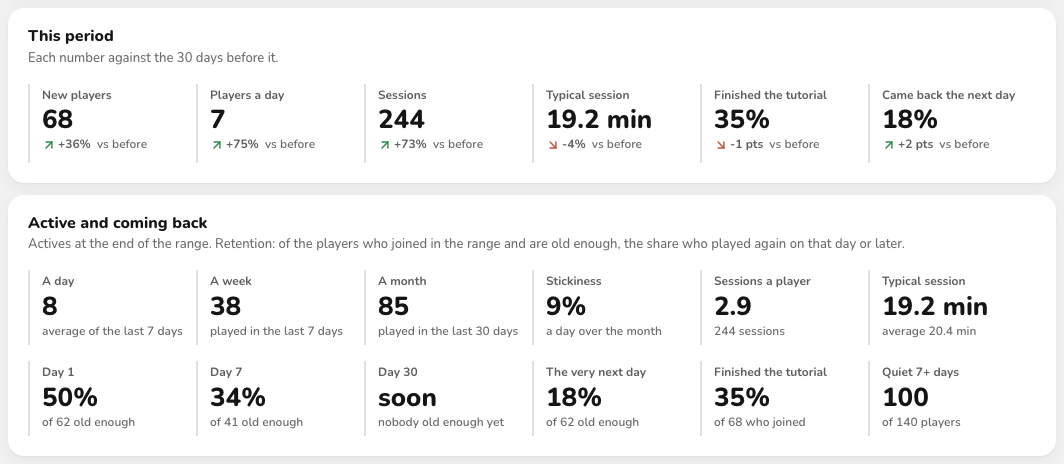 This period
Each number against the 30 days before it.
New players
68
+36% vs before
Players a day
7
+75% vs before
Sessions
244
+73% vs before
Typical session
19.2 min
-4% vs before
Finished the tutorial
35%
-1 pts vs before
Came back the next day
18%
+2 pts vs before
Active and coming back
Actives at the end of the range. Retention: of the players who joined in the range and are old enough, the share who played again on that day or later.
A day
8
average of the last 7 days
A week
38
played in the last 7 days
A month
85
played in the last 30 days
Stickiness
9%
a day over the month
Sessions a player
2.9
244 sessions
Typical session
19.2 min
average 20.4 min
Day 1
50%
of 62 old enough
Day 7
34%
of 41 old enough
Day 30
soon
nobody old enough yet
The very next day
18%
of 62 old enough
Finished the tutorial
35%
of 68 who joined
Quiet 7+ days
100
of 140 players